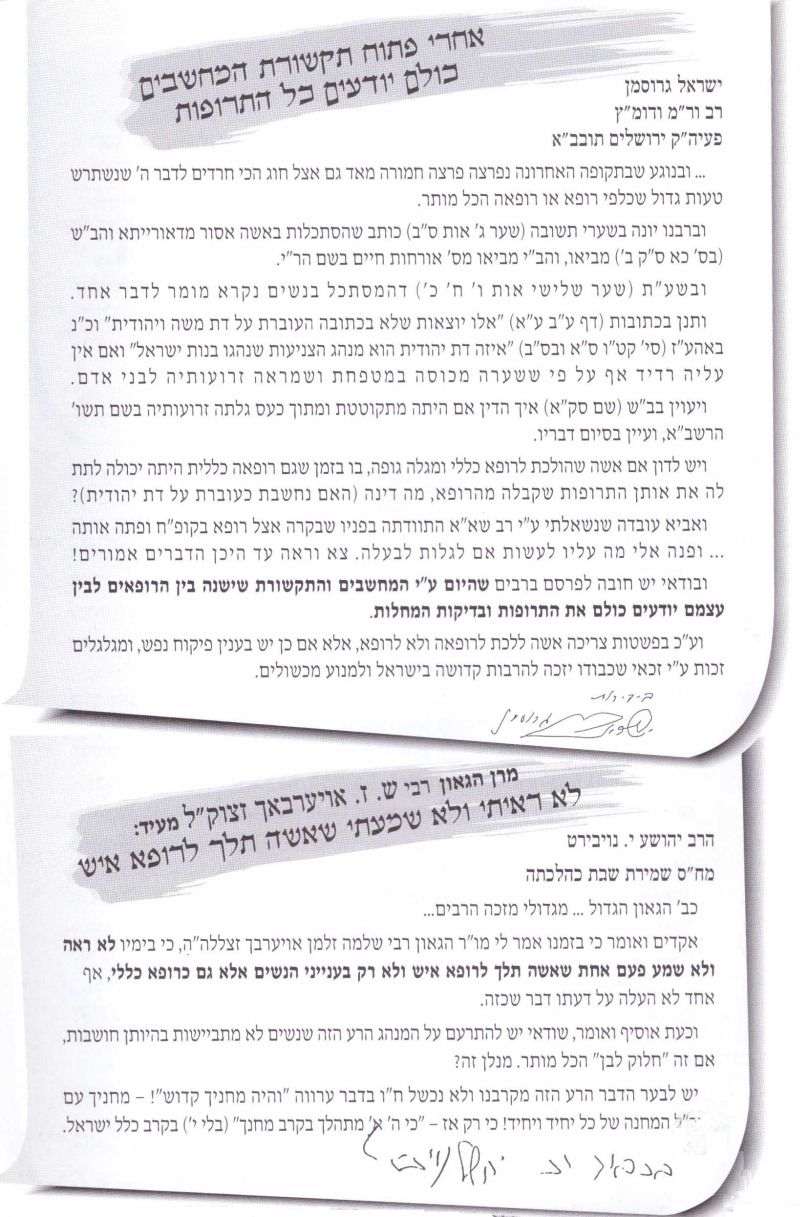 אחרי פתוח תקשורת המחשבים
כולם יודעים כל התרופות
ישראל גרוסמן
רב ור"מ ודומ"ץ
פעיה"ק ירושלים תובב"א
... ובנוגע שבתקופה האחרונה נפרצה פרצה חמורה מאד גם אצל חוג הכי חרדים לדבר ה' שנשתרש
טעות גדול שכלפי רופא או רופאה הכל מותר.
וברבנו יונה בשערי תשובה (שער ג' אות ס"ב) כותב שהסתכלות באשה אסור מדאורייתא והב"ש
(בס' כא ס"ק ב') מביאו, והב"י מביאו מס' אורחות חיים בשם הר"י.
ובשע"ת (שער שלישי אות ו' ח' כ') דהמסתכל בנשים נקרא מומר לדבר אחד.
ותנן בכתובות (דף ע"ב ע"א) "אלו יוצאות שלא בכתובה העוברת על דת משה ויהודית" וכ"נ
באהע"ז (סי' קט"ו ס"א ובס"ב) "איזה דת יהודית הוא מנהג הצניעות שנהגו בנות ישראל" ואם אין
עליה רדיד אף על פי ששערה מכוסה במטפחת ושמראה זרועותיה לבני אדם.
ויעוין בב"ש (שם סק"א) איך הדין אם היתה מתקוטטת ומתוך כעס גלתה זרועותיה בשם תשו'
הרשב"א, ועיין בסיום דבריו.
ויש לדון אם אשה שהולכת לרופא כללי ומגלה גופה, בו בזמן שגם רופאה כללית היתה יכולה לתת
לה את אותן התרופות שקבלה מהרופא, מה דינה (האם נחשבת כעוברת על דת יהודית)?
ואביא עובדה שנשאלתי ע"י רב שא"א התוודתה בפניו שבקרה אצל רופא בקופ"ח ופתה אותה
... ופנה אלי מה עליו לעשות אם לגלות לבעלה. צא וראה עד היכן הדברים אמורים!
ובודאי יש חובה לפרסם ברבים שהיום ע"י המחשבים והתקשורת שישנה בין הרופאים לבין
עצמם יודעים כולם את התרופות ובדיקות המחלות.
וע"כ בפשטות צריכה אשה ללכת לרופאה ולא לרופא, אלא אם כן יש בענין פיקוח נפש, ומגלגלים
זכות ע"י זכאי שכבודו יזכה להרבות קדושה בישראל ולמנוע מכשולים.
ישראל גרוסמן
מרן הגאון רבי ש. ז. אויערבאך זצוק"ל מעיד:
לא ראיתי ולא שמעתי שאשה תלך לרופא איש
הרב יהושע י. נויבירט
מח"ס שמירת שבת כהלכתה
כב' הגאון הגדול ... מגדולי מזכה הרבים...
אקדים ואומר כי בזמנו אמר לי מו"ר הגאון רבי שלמה זלמן אויערבך זצללה"ה, כי בימיו לא ראה
ולא שמע פעם אחת שאשה תלך לרופא איש ולא רק בענייני הנשים אלא גם כרופא כללי, אף
אחד לא העלה על דעתו דבר שכזה.
וכעת אוסיף ואומר, שודאי יש להתרעם על המנהג הרע הזה שנשים לא מתביישות בהיותן חושבות,
אם זה "חלוק לבן" הכל מותר. מנלן זה?
יש לבער הדבר הרע הזה מקרבנו ולא נכשל ח"ו בדבר ערווה "והיה מחניך קדוש"! – מחניך עם
המחנה של כל יחיד ויחיד! כי רק אז – "כי ה' א' מתהלך בקרב מחנך" (בלי י') בקרב כלל ישראל.